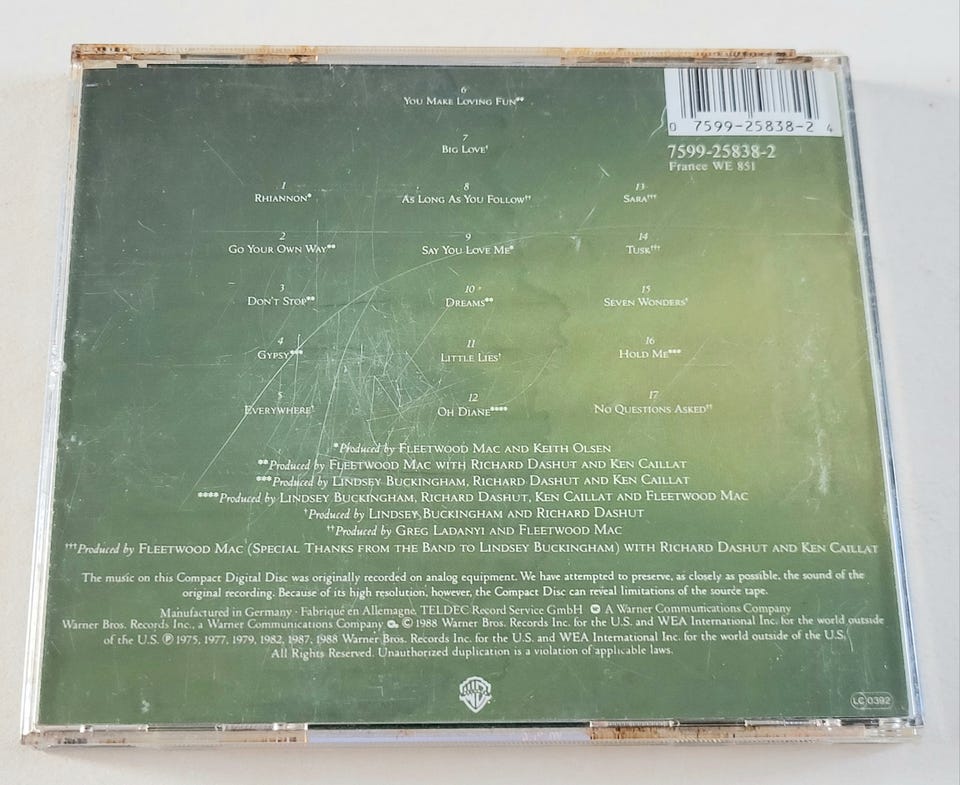 6
YOU MAKE LOVING FUN**
7
BIG LOVE†
1
RHIANNON*
2
GO YOUR OWN WAY**
3
DON'T STOP**
4
GYPSY***
5
EVERYWHERE†
8
AS LONG AS YOU FOLLOW††
9
SAY YOU LOVE ME*
10
DREAMS**
11
LITTLE LIES†
12
OH DIANE****
13
SARA†††
14
TUSK†††
15
SEVEN WONDERS†
16
HOLD ME***
17
NO QUESTIONS ASKED††
0 7599-25838-2 4
7599-25838-2
France WE 851
*Produced by FLEETWOOD MAC AND KEITH OLSEN
**Produced by FLEETWOOD MAC WITH RICHARD DASHUT AND KEN CAILLAT
***Produced by LINDSEY BUCKINGHAM, RICHARD DASHUT AND KEN CAILLAT
****Produced by LINDSEY BUCKINGHAM, RICHARD DASHUT, KEN CAILLAT AND FLEETWOOD MAC
†Produced by LINDSEY BUCKINGHAM AND RICHARD DASHUT
††Produced by GREG LADANYI AND FLEETWOOD MAC
†††Produced by FLEETWOOD MAC (SPECIAL THANKS FROM THE BAND TO LINDSEY BUCKINGHAM) WITH RICHARD DASHUT AND KEN CAILLAT
The music on this Compact Digital Disc was originally recorded on analog equipment. We have attempted to preserve, as closely as possible, the sound of the
original recording. Because of its high resolution, however, the Compact Disc can reveal limitations of the source tape.
Manufactured in Germany · Fabriqué en Allemagne, TELDEC Record Service GmbH A Warner Communications Company
Warner Bros. Records Inc., a Warner Communications Company © 1988 Warner Bros. Records Inc. for the U.S. and WEA International Inc. for the world outside
of the U.S. ℗ 1975, 1977, 1979, 1982, 1987, 1988 Warner Bros. Records Inc. for the U.S. and WEA International Inc. for the world outside of the U.S.
All Rights Reserved. Unauthorized duplication is a violation of applicable laws.
WB
LC 0392